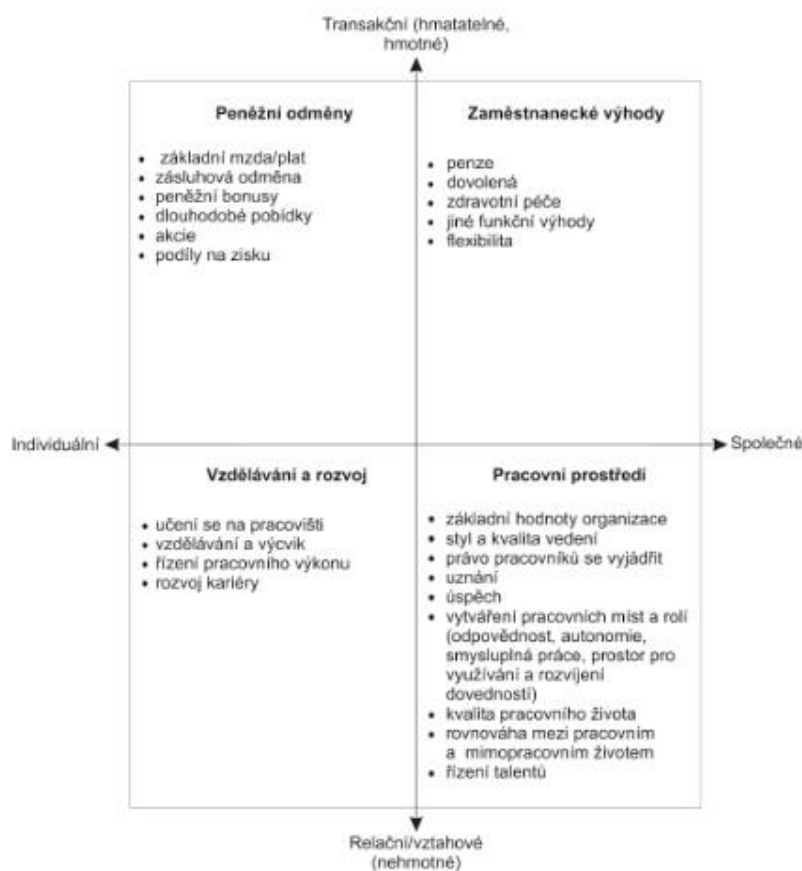 Transakční (hmatatelné,
hmotné)
Peněžní odměny
• základní mzda/plat
• zásluhová odměna
• peněžní bonusy
• dlouhodobé pobídky
• akcie
• podíly na zisku
Zaměstnanecké výhody
• penze
• dovolená
• zdravotní péče
• jiné funkční výhody
• flexibilita
Individuální
Společné
Vzdělávání a rozvoj
• učení se na pracovišti
• vzdělávání a výcvik
• řízení pracovního výkonu
• rozvoj kariéry
Pracovní prostředí
• základní hodnoty organizace
• styl a kvalita vedení
• právo pracovníků se vyjádřit
• uznání
• úspěch
• vytváření pracovních míst a rolí
(odpovědnost, autonomie,
smysluplná práce, prostor pro
využívání a rozvíjení
dovedností)
• kvalita pracovního života
• rovnováha mezi pracovním
a mimopracovním životem
• řízení talentů
Relační/vztahové
(nehmotné)